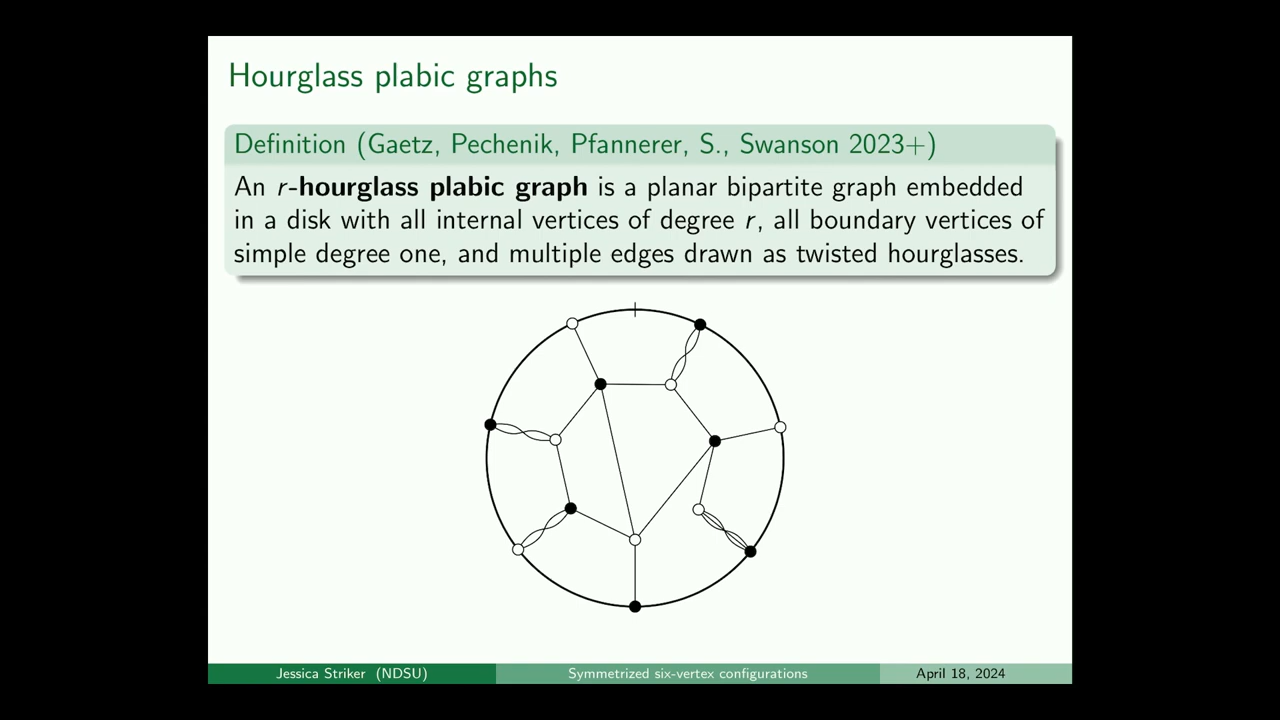 Hourglass plabic graphs
Definition (Gaetz, Pechenik, Pfannerer, S., Swanson 2023+)
An r-hourglass plabic graph is a planar bipartite graph embedded
in a disk with all internal vertices of degree r, all boundary vertices of
simple degree one, and multiple edges drawn as twisted hourglasses.
Jessica Striker (NDSU)
Symmetrized six-vertex configurations
April 18, 2024